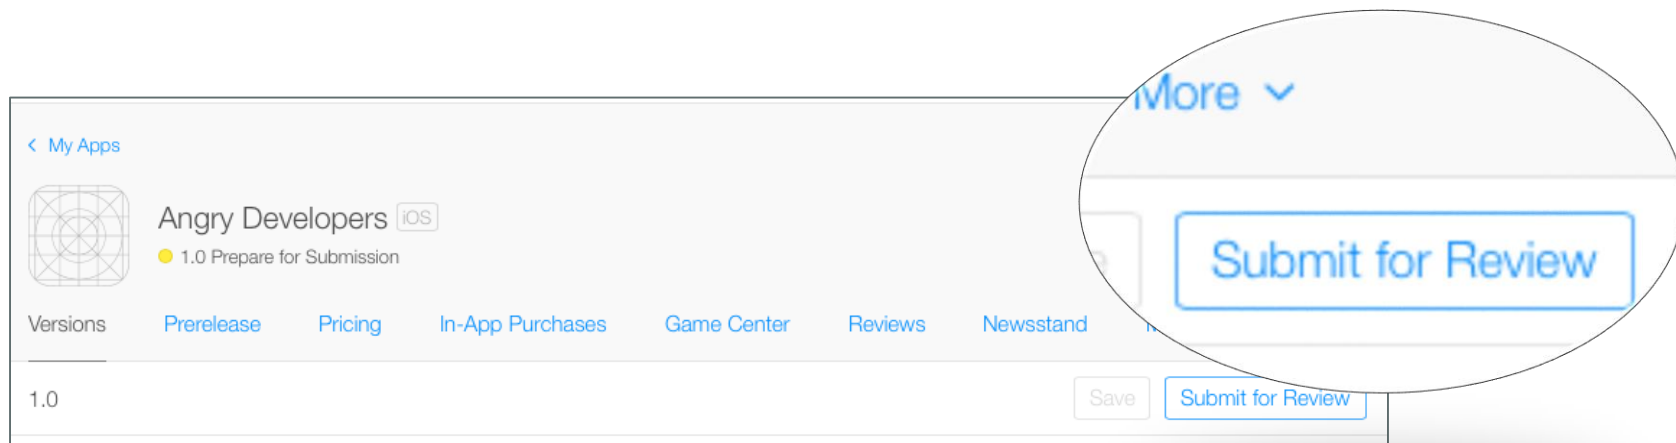 My Apps
Angry Developers iOS
1.0 Prepare for Submission
Versions Prerelease Pricing In-App Purchases Game Center Reviews Newsstand
1.0 Save Submit for Review
More
Submit for Review